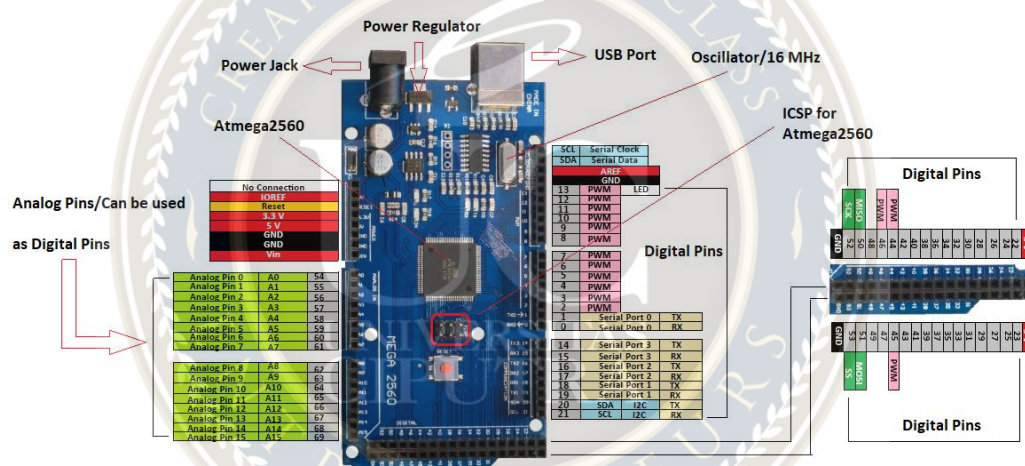 Power Regulator
Power Jack
USB Port
Oscillator/16 MHz
Atmega2560
ICSP for
Atmega2560
Analog Pins/Can be used
as Digital Pins
No Connection
IOREF
Reset
3.3 V
5 V
GND
GND
Vin
Analog Pin 0 A0 54
Analog Pin 1 A1 55
Analog Pin 2 A2 56
Analog Pin 3 A3 57
Analog Pin 4 A4 58
Analog Pin 5 A5 59
Analog Pin 6 A6 60
Analog Pin 7 A7 61
Analog Pin 8 A8 62
Analog Pin 9 A9 63
Analog Pin 10 A10 64
Analog Pin 11 A11 65
Analog Pin 12 A12 66
Analog Pin 13 A13 67
Analog Pin 14 A14 68
Analog Pin 15 A15 69
MADE IN
CHINA
MEGA 2560
SCL Serial Clock
SDA Serial Data
AREF
GND
13 PWM LED
12 PWM
11 PWM
10 PWM
9 PWM
8 PWM
7 PWM
6 PWM
5 PWM
4 PWM
3 PWM
2 PWM
1 Serial Port 0 TX
0 Serial Port 0 RX
14 Serial Port 3 TX
15 Serial Port 3 RX
16 Serial Port 2 TX
17 Serial Port 2 RX
18 Serial Port 1 TX
19 Serial Port 1 RX
20 SDA I2C TX
21 SCL I2C RX
Digital Pins
Digital Pins
SCK MISO PWM PWM
GND 52 50 48 46 44 42 40 38 36 34 32 30 28 26 24 22
GND 53 51 49 47 45 43 41 39 37 35 33 31 29 27 25 23
SS MOSI PWM
Digital Pins